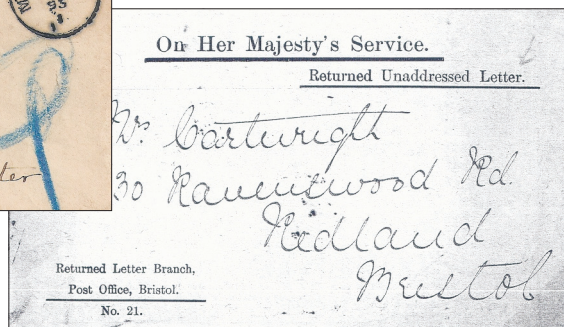 On Her Majesty's Service.
Returned Unaddressed Letter.
Cartwright
30 Ravenswood Rd.
Redland
Bristol
Returned Letter Branch,
Post Office, Bristol.
No. 21.